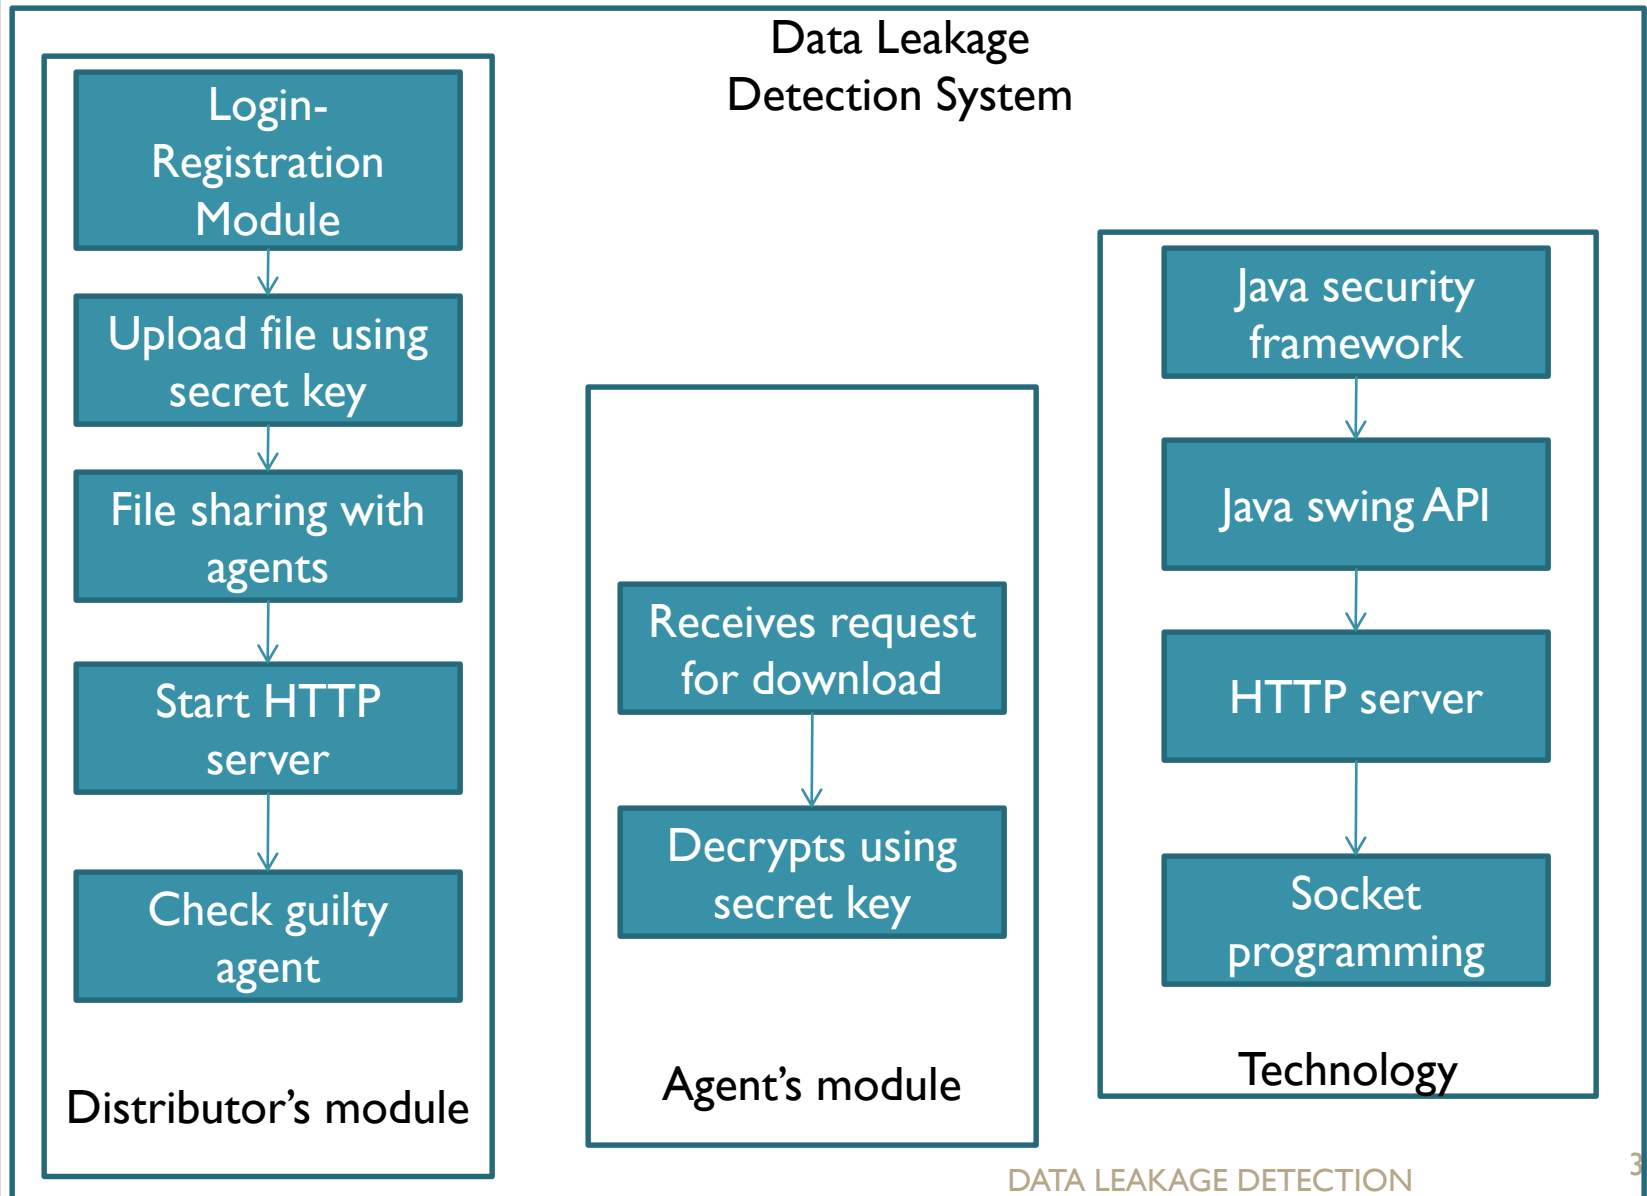 Data Leakage
Detection System
Login-
Registration
Module
Upload file using
secret key
File sharing with
agents
Start HTTP
server
Check guilty
agent
Distributor’s module
Receives request
for download
Decrypts using
secret key
Agent’s module
Java security
framework
Java swing API
HTTP server
Socket
programming
Technology
DATA LEAKAGE DETECTION
3